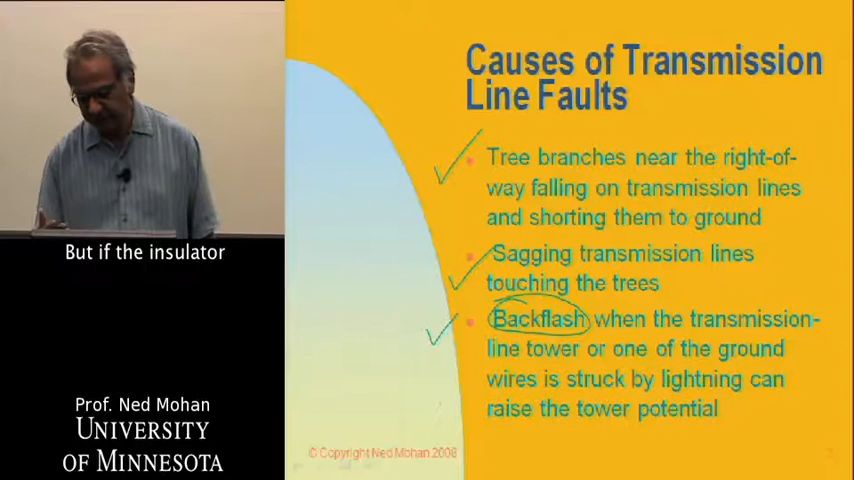 Causes of Transmission
Line Faults
Tree branches near the right-of-
way falling on transmission lines
and shorting them to ground
Sagging transmission lines
touching the trees
Backflash when the transmission-
line tower or one of the ground
wires is struck by lightning can
raise the tower potential
But if the insulator
Prof. Ned Mohan
UNIVERSITY
OF MINNESOTA
© Copyright Ned Mohan 2008